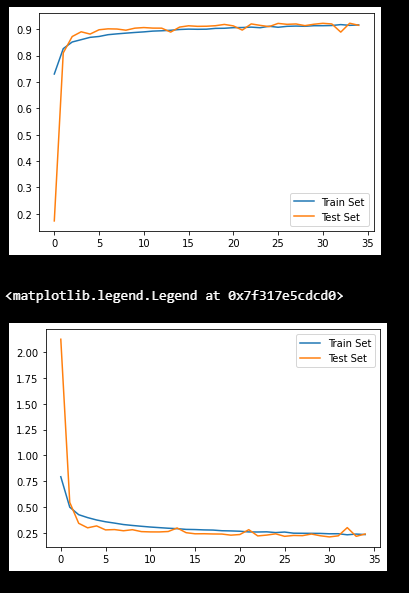 0.9
0.8
0.7
0.6
0.5
0.4
0.3
0.2
Train Set
Test Set
0 5 10 15 20 25 30 35
<matplotlib.legend.Legend at 0x7f317e5cdcd0>
2.00
1.75
1.50
1.25
1.00
0.75
0.50
0.25
Train Set
Test Set
0 5 10 15 20 25 30 35